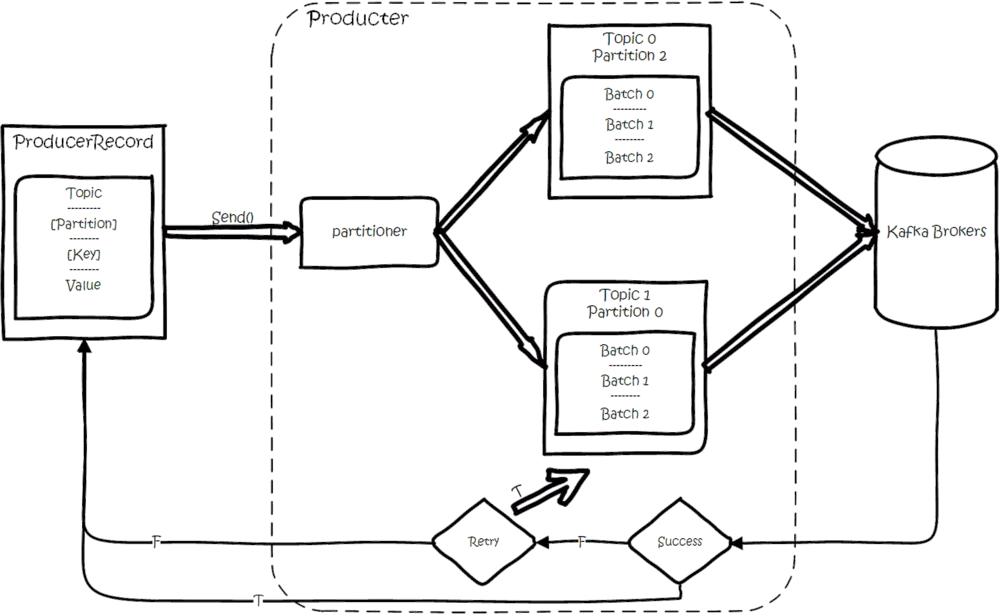 Producter
Topic 0
Partition 2
Batch 0
---------
Batch 1
--------
Batch 2
ProducerRecord
Topic
---------
[Partition]
--------
[Key]
--------
Value
Send()
partitioner
Kafka Brokers
Topic 1
Partition 0
Batch 0
---------
Batch 1
--------
Batch 2
T
F
Retry
F
Success
T